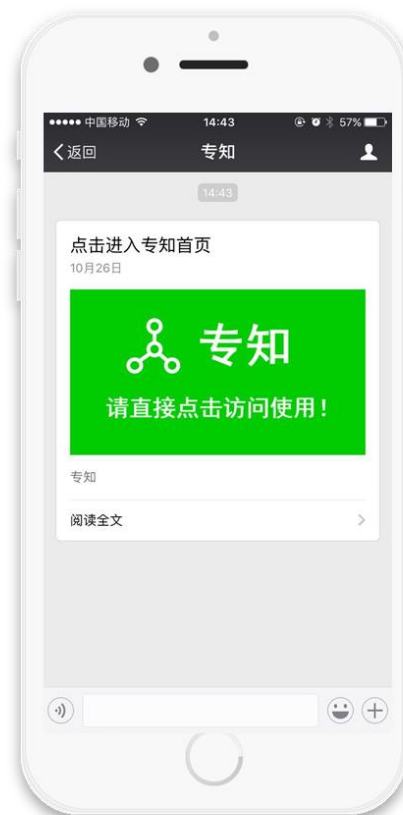 中国移动 14:43 57%
返回 专知
14:43
点击进入专知首页
10月26日
专知
请直接点击访问使用！
专知
阅读全文